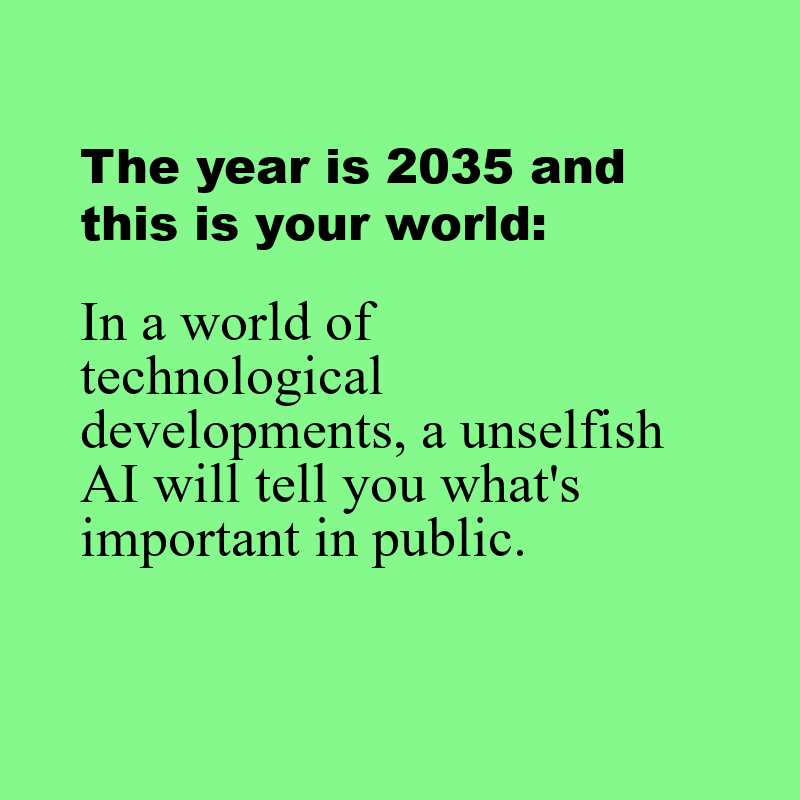 The year is 2035 and
this is your world:
In a world of
technological
developments, a unselfish
AI will tell you what's
important in public.